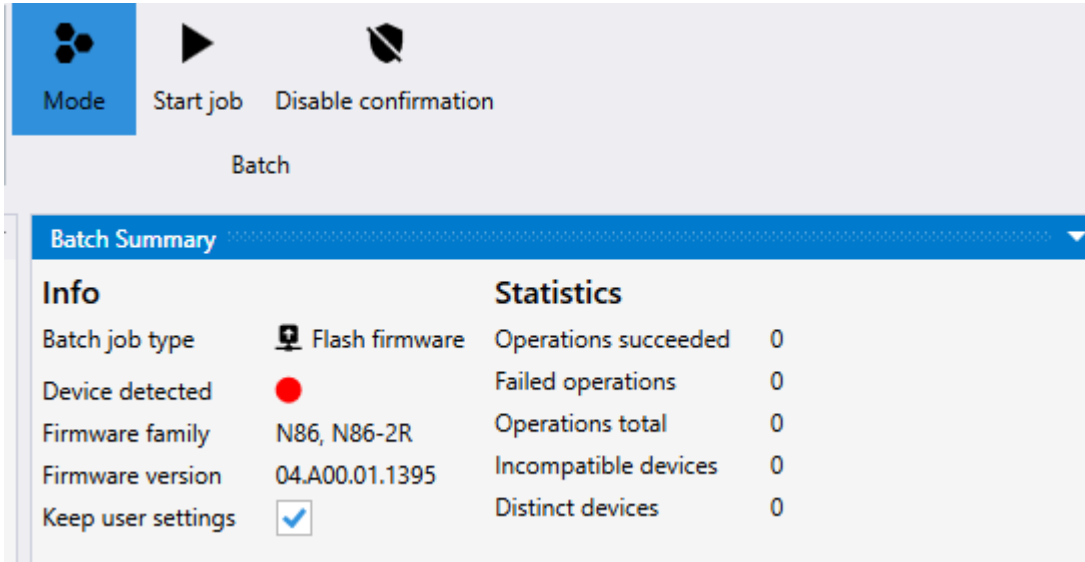 Mode
Start job
Disable confirmation
Batch
Batch Summary
Info
Batch job type Flash firmware
Device detected
Firmware family N86, N86-2R
Firmware version 04.A00.01.1395
Keep user settings
Statistics
Operations succeeded 0
Failed operations 0
Operations total 0
Incompatible devices 0
Distinct devices 0